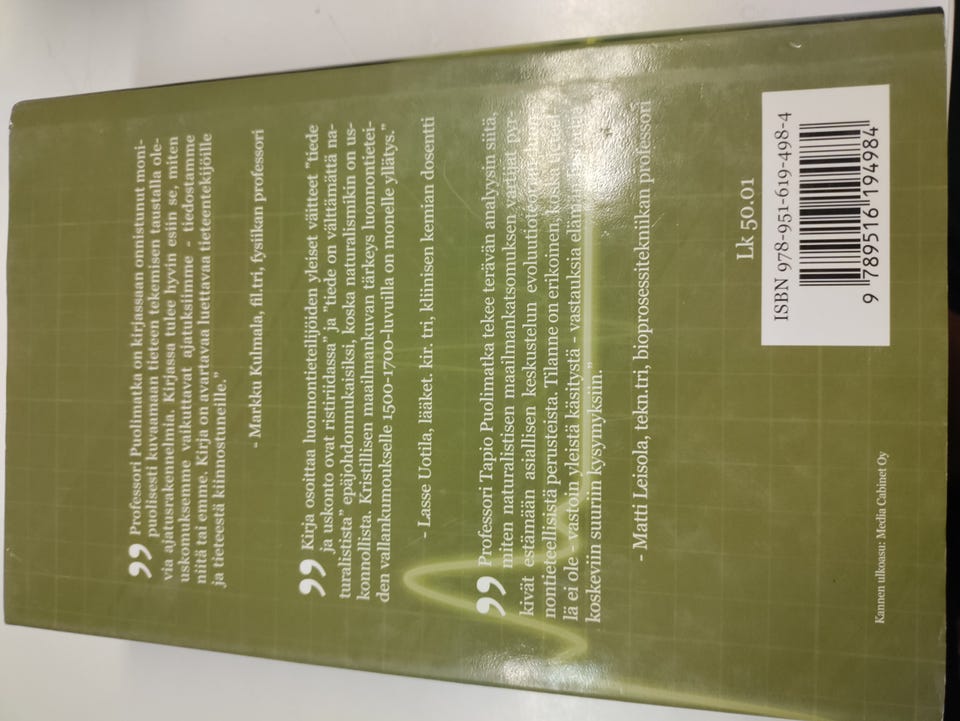 ” Professori Puolimatka on kirjassaan onnistunut moni-
puolisesti kuvaamaan tieteen tekemisen taustalla ole-
via ajatusrakennelmia. Kirjassa tulee hyvin esiin se, miten
uskomuksemme vaikuttavat ajatuksiimme - tiedostamme
niitä tai emme. Kirja on avartavaa luettavaa tieteentekijöille
ja tieteestä kiinnostuneille.”
- Markku Kulmala, fil.tri, fysiikan professori
” Kirja osoittaa luonnontieteilijöiden yleiset väitteet ”tiede
ja uskonto ovat ristiriidassa” ja ”tiede on välttämättä na-
turalistista” epäjohdonmukaisiksi, koska naturalismikin on us-
konnollista. Kristillisen maailmankuvan tärkeys luonnontietei-
den vallankumoukselle 1500-1700-luvuilla on monelle yllätys.”
- Lasse Uotila, lääket. kir. tri, kliinisen kemian dosentti
” Professori Tapio Puolimatka tekee terävän analyysin siitä,
miten naturalistisen maailmankatsomuksen vartijat pyr-
kivät estämään asiallisen keskustelun evoluutioteorian luon-
nontieteellisistä perusteista. Tilanne on erikoinen, koska tieteel-
lä ei ole - vastoin yleistä käsitystä - vastauksia elämän
koskeviin suuriin kysymyksiin.”
- Matti Leisola, tekn.tri, bioprosessitekniikan professori
Lk 50.01
ISBN 978-951-619-498-4
9 789516 194984
Kannen ulkoasu: Media Cabinet Oy